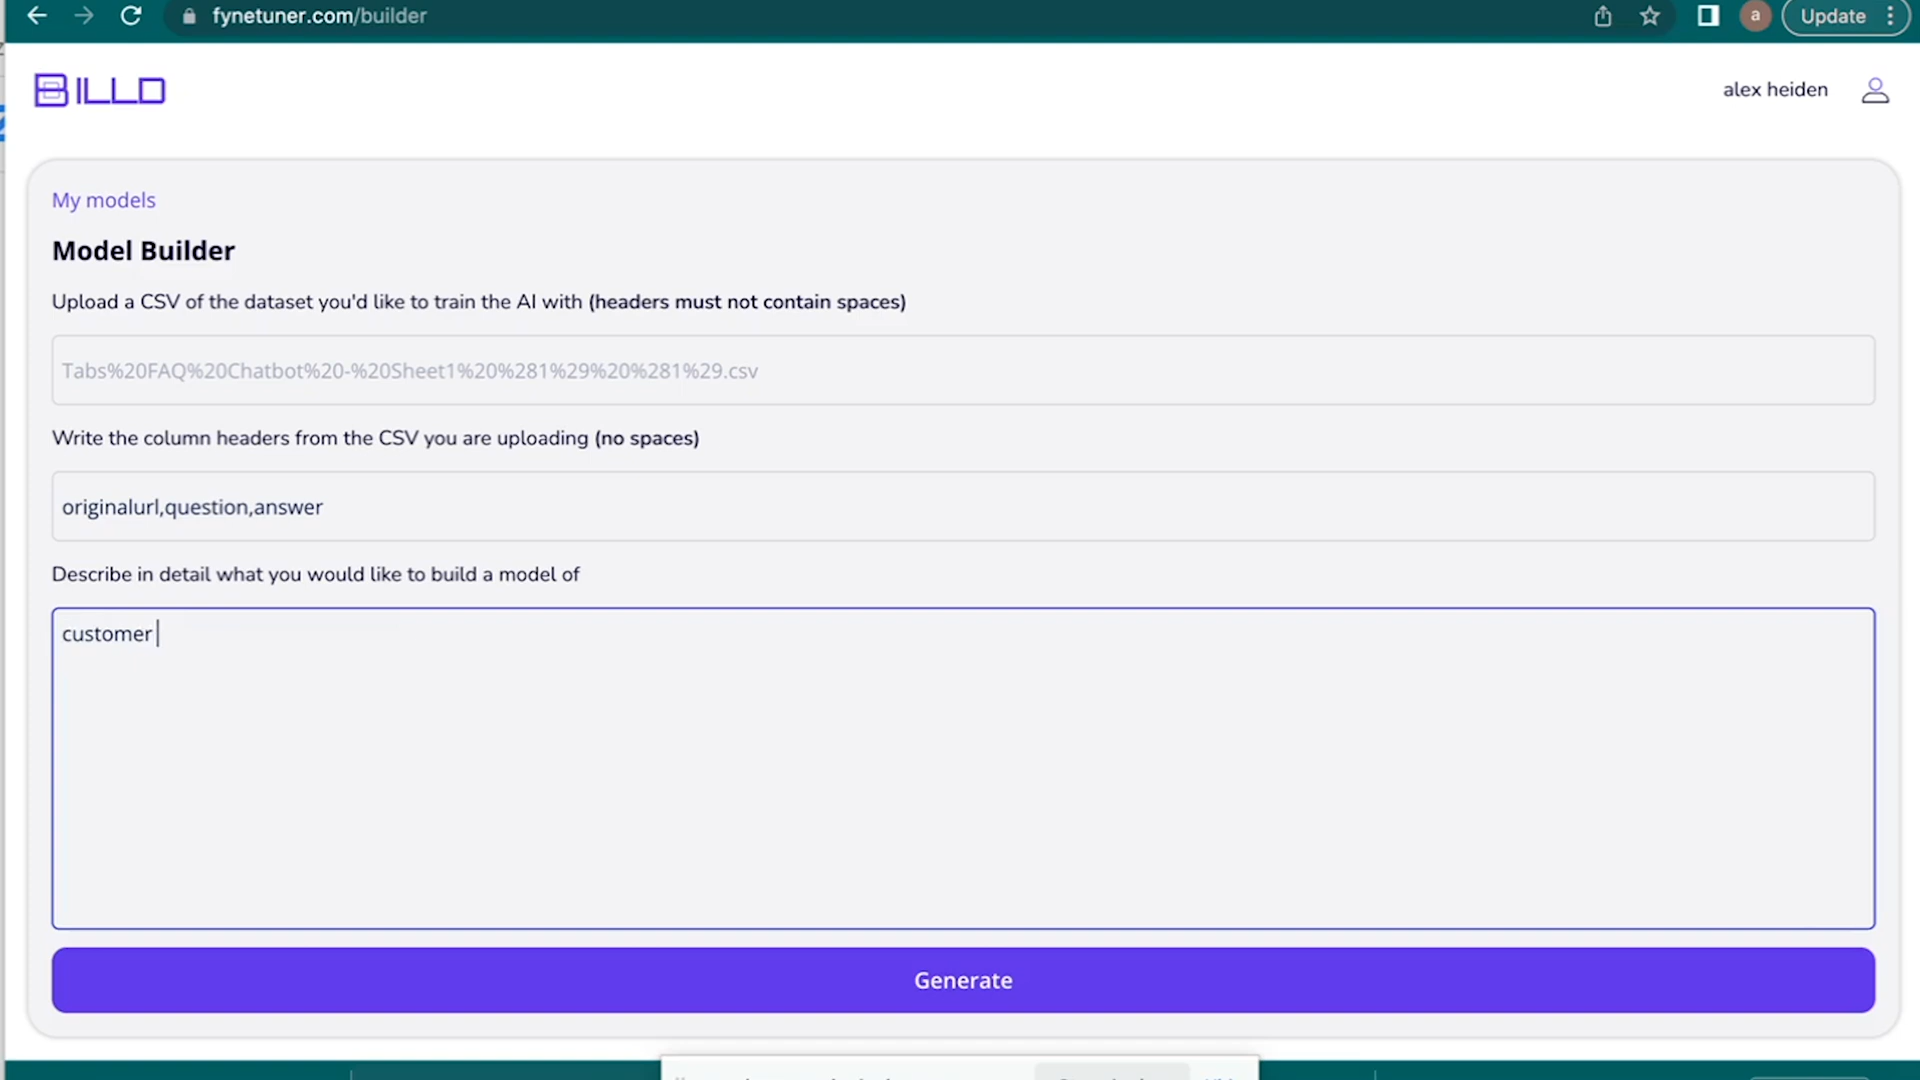 fynetuner.com/builder
a
Update
BILLD
alex heiden
My models
Model Builder
Upload a CSV of the dataset you'd like to train the AI with (headers must not contain spaces)
Tabs%20FAQ%20Chatbot%20-%20Sheet1%20%281%29%20%281%29.csv
Write the column headers from the CSV you are uploading (no spaces)
originalurl,question,answer
Describe in detail what you would like to build a model of
customer
Generate